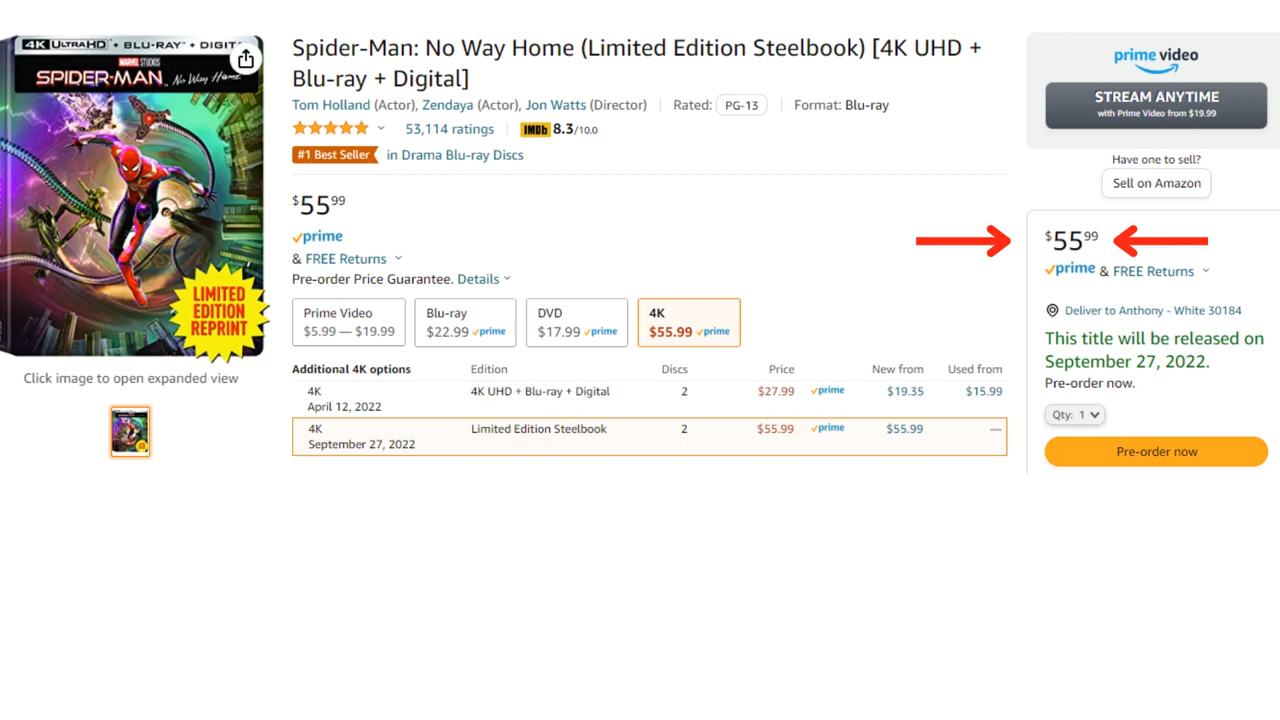 4K ULTRAHD + BLU-RAY + DIGIT
MARVEL STUDIOS
SPIDER-MAN No Way Home
LIMITED
EDITION
REPRINT
Click image to open expanded view
Spider-Man: No Way Home (Limited Edition Steelbook) [4K UHD +
Blu-ray + Digital]
Tom Holland (Actor), Zendaya (Actor), Jon Watts (Director) Rated: PG-13 Format: Blu-ray
53,114 ratings IMDb 8.3/10.0
#1 Best Seller in Drama Blu-ray Discs
$55 99
prime
& FREE Returns
Pre-order Price Guarantee. Details
Prime Video Blu-ray DVD 4K
$5.99 — $19.99 $22.99 prime $17.99 prime $55.99 prime
Additional 4K options Edition Discs Price New from Used from
4K 4K UHD + Blu-ray + Digital 2 $27.99 prime $19.35 $15.99
April 12, 2022
4K Limited Edition Steelbook 2 $55.99 prime $55.99 —
September 27, 2022
prime video
STREAM ANYTIME
with Prime Video from $19.99
Have one to sell?
Sell on Amazon
$55 99
prime & FREE Returns
Deliver to Anthony - White 30184
This title will be released on
September 27, 2022.
Pre-order now.
Qty: 1
Pre-order now